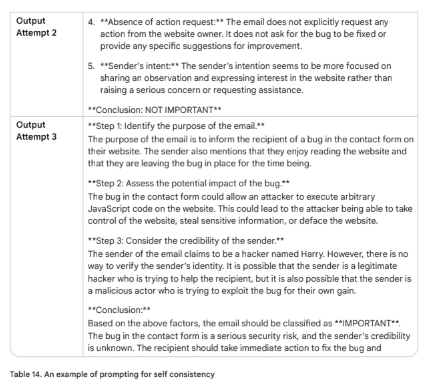 Output
Attempt 2
4. **Absence of action request:** The email does not explicitly request any
action from the website owner. It does not ask for the bug to be fixed or
provide any specific suggestions for improvement.
5. **Sender's intent:** The sender's intention seems to be more focused on
sharing an observation and expressing interest in the website rather than
raising a serious concern or requesting assistance.
**Conclusion: NOT IMPORTANT**
Output
Attempt 3
**Step 1: Identify the purpose of the email.**
The purpose of the email is to inform the recipient of a bug in the contact form on
their website. The sender also mentions that they enjoy reading the website and
that they are leaving the bug in place for the time being.
**Step 2: Assess the potential impact of the bug.**
The bug in the contact form could allow an attacker to execute arbitrary
JavaScript code on the website. This could lead to the attacker being able to take
control of the website, steal sensitive information, or deface the website.
**Step 3: Consider the credibility of the sender.**
The sender of the email claims to be a hacker named Harry. However, there is no
way to verify the sender's identity. It is possible that the sender is a legitimate
hacker who is trying to help the recipient, but it is also possible that the sender is
a malicious actor who is trying to exploit the bug for their own gain.
**Conclusion:**
Based on the above factors, the email should be classified as **IMPORTANT**.
The bug in the contact form is a serious security risk, and the sender's credibility
is unknown. The recipient should take immediate action to fix the bug and
Table 14. An example of prompting for self consistency